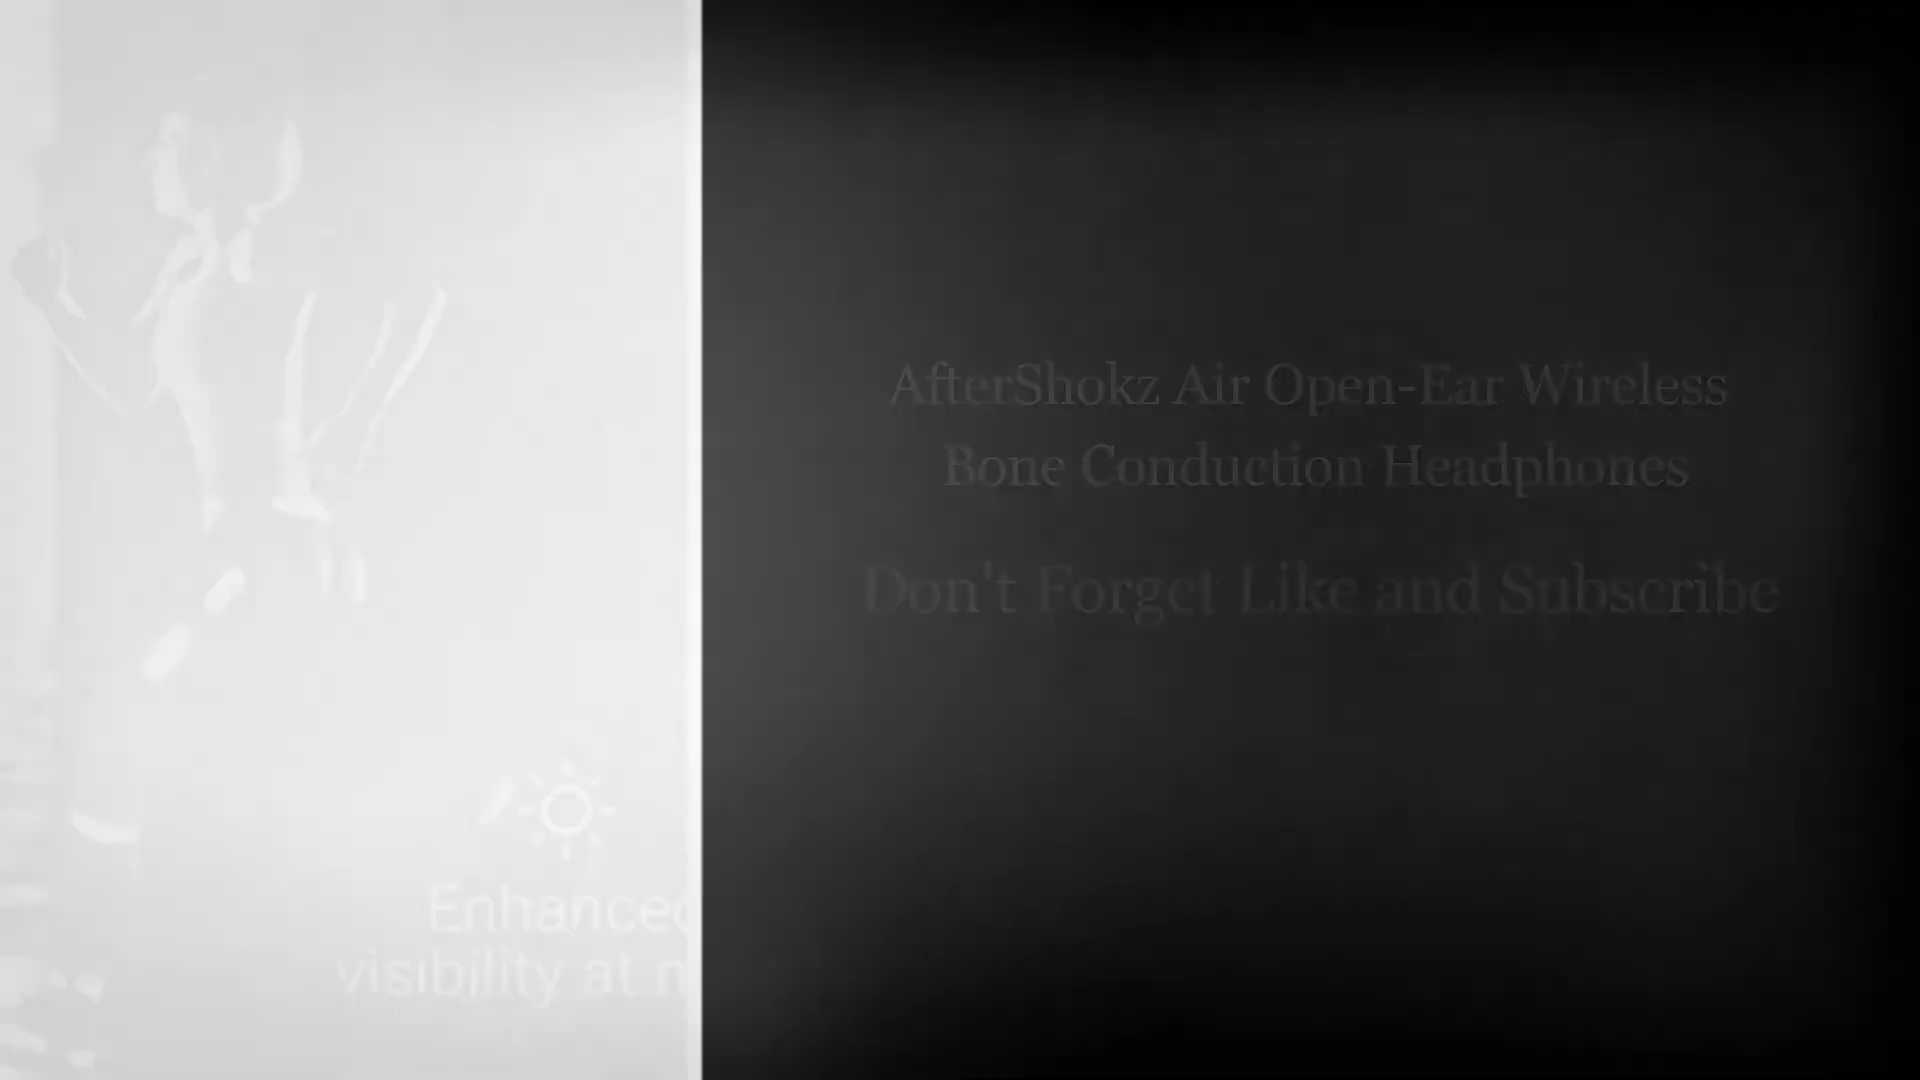 Enhanced
visibility at
AfterShokz Air Open-Ear Wireless
Bone Conduction Headphones
Don't Forget Like and Subscribe